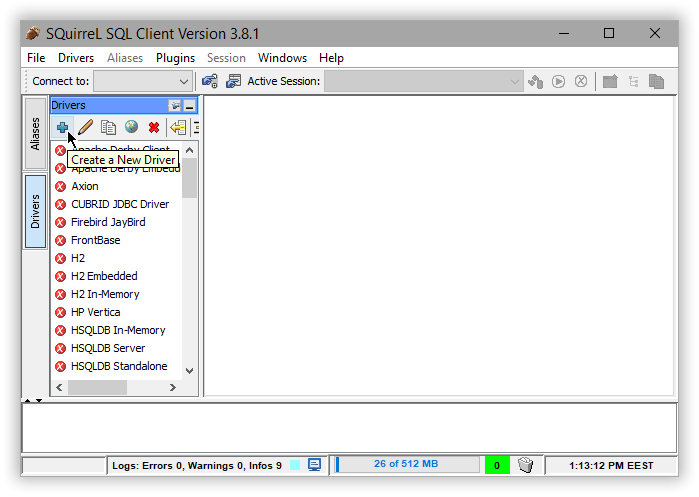 SQuirreL SQL Client Version 3.8.1
File Drivers Aliases Plugins Session Windows Help
Connect to: Active Session:
Aliases
Drivers
Drivers
Apache Derby Client
Create a New Driver
Apache Derby Embedd
Axion
CUBRID JDBC Driver
Firebird JayBird
FrontBase
H2
H2 Embedded
H2 In-Memory
HP Vertica
HSQLDB In-Memory
HSQLDB Server
HSQLDB Standalone
Logs: Errors 0, Warnings 0, Infos 9 26 of 512 MB 0 1:13:12 PM EEST